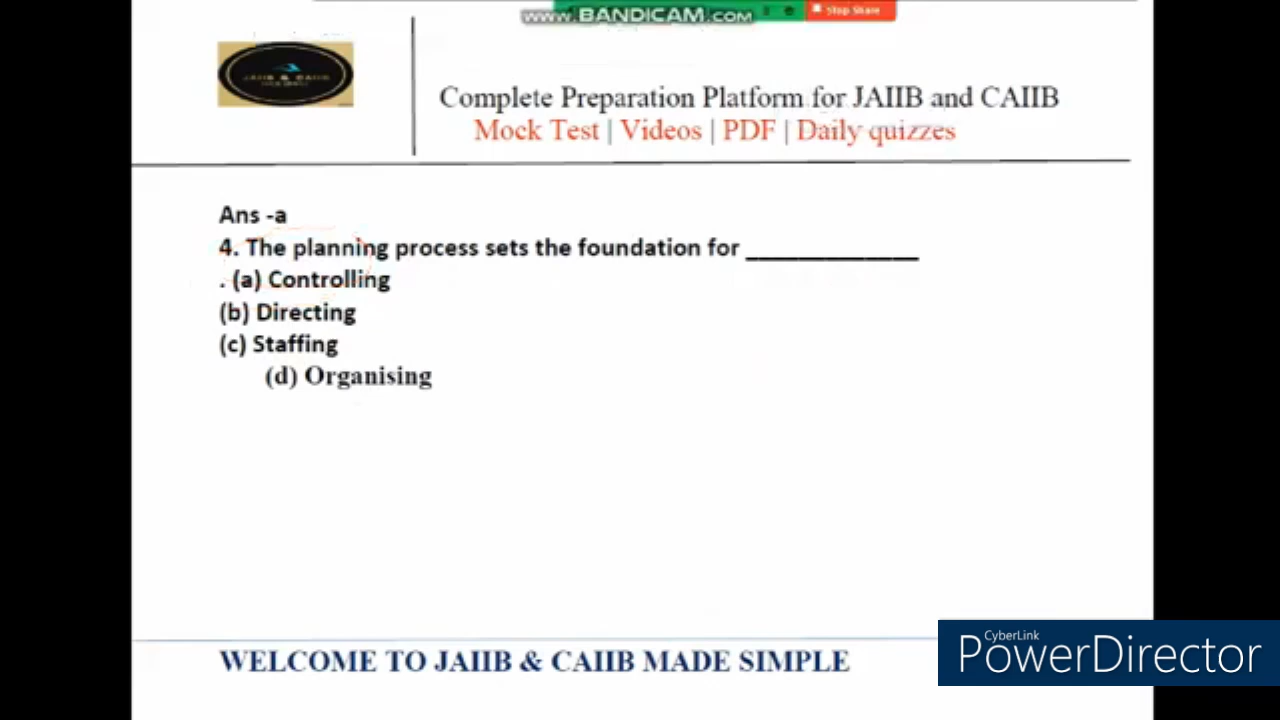 www.BANDICAM.com
Stop Share
JAIIB & CAIIB
Complete Preparation Platform for JAIIB and CAIIB
Mock Test | Videos | PDF | Daily quizzes
Ans -a
4. The planning process sets the foundation for ______________
. (a) Controlling
(b) Directing
(c) Staffing
(d) Organising
WELCOME TO JAIIB & CAIIB MADE SIMPLE
CyberLink
PowerDirector